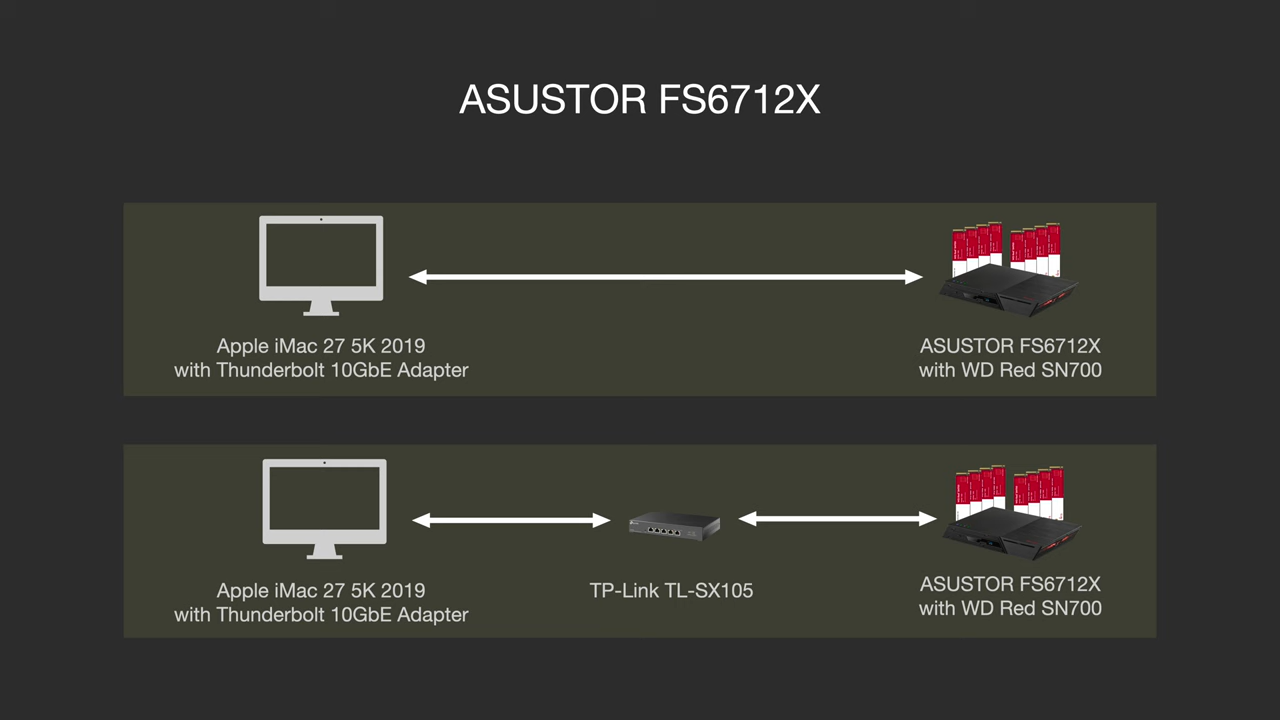 ASUSTOR FS6712X
Apple iMac 27 5K 2019
with Thunderbolt 10GbE Adapter
ASUSTOR FS6712X
with WD Red SN700
Apple iMac 27 5K 2019
with Thunderbolt 10GbE Adapter
TP-Link TL-SX105
ASUSTOR FS6712X
with WD Red SN700